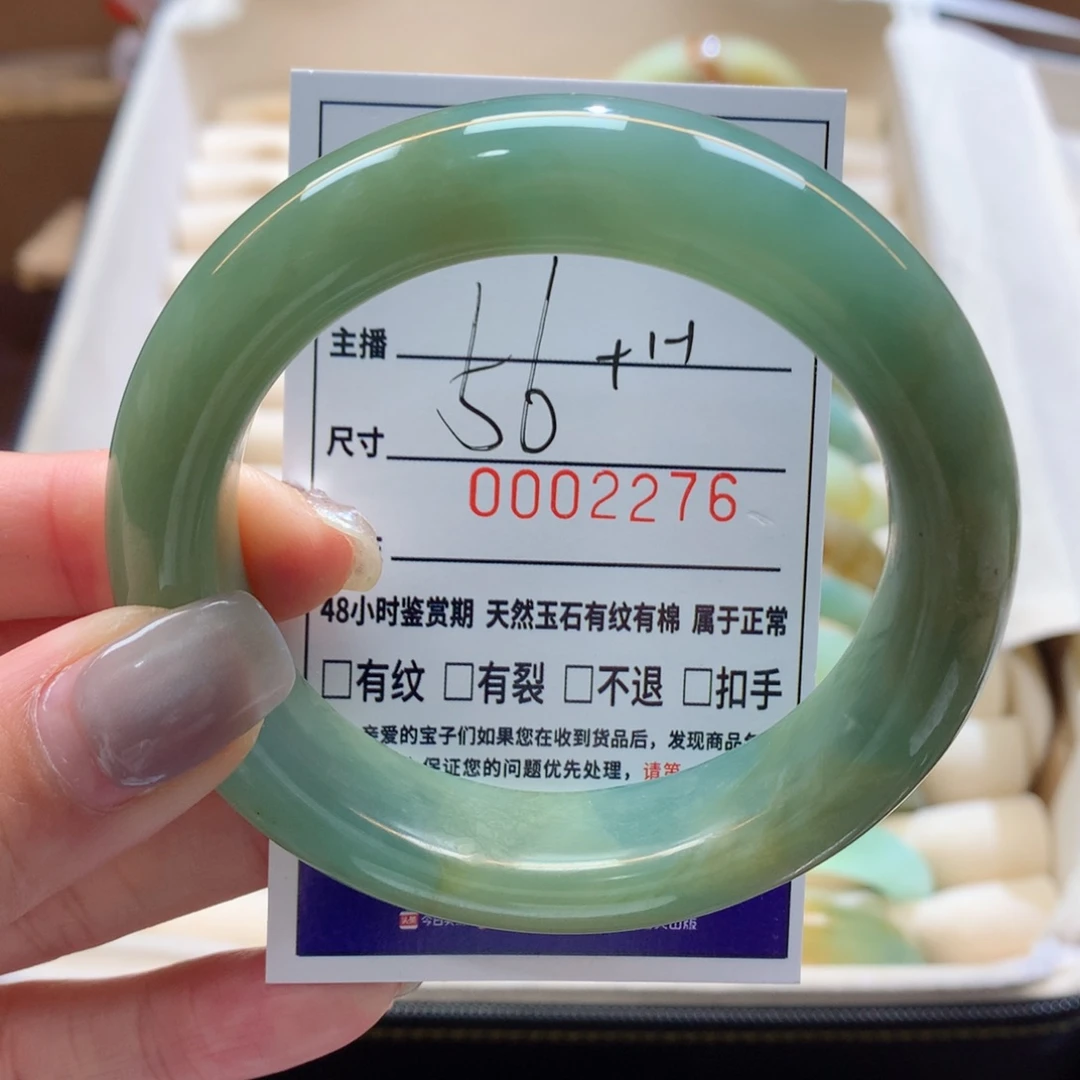 主播
56 + H
尺寸
0002276
48小时鉴赏期 天然玉石有纹有棉 属于正常
□有纹 □有裂 □不退 □扣手
亲爱的宝子们如果您在收到货品后，发现商品
保证您的问题优先处理，请第